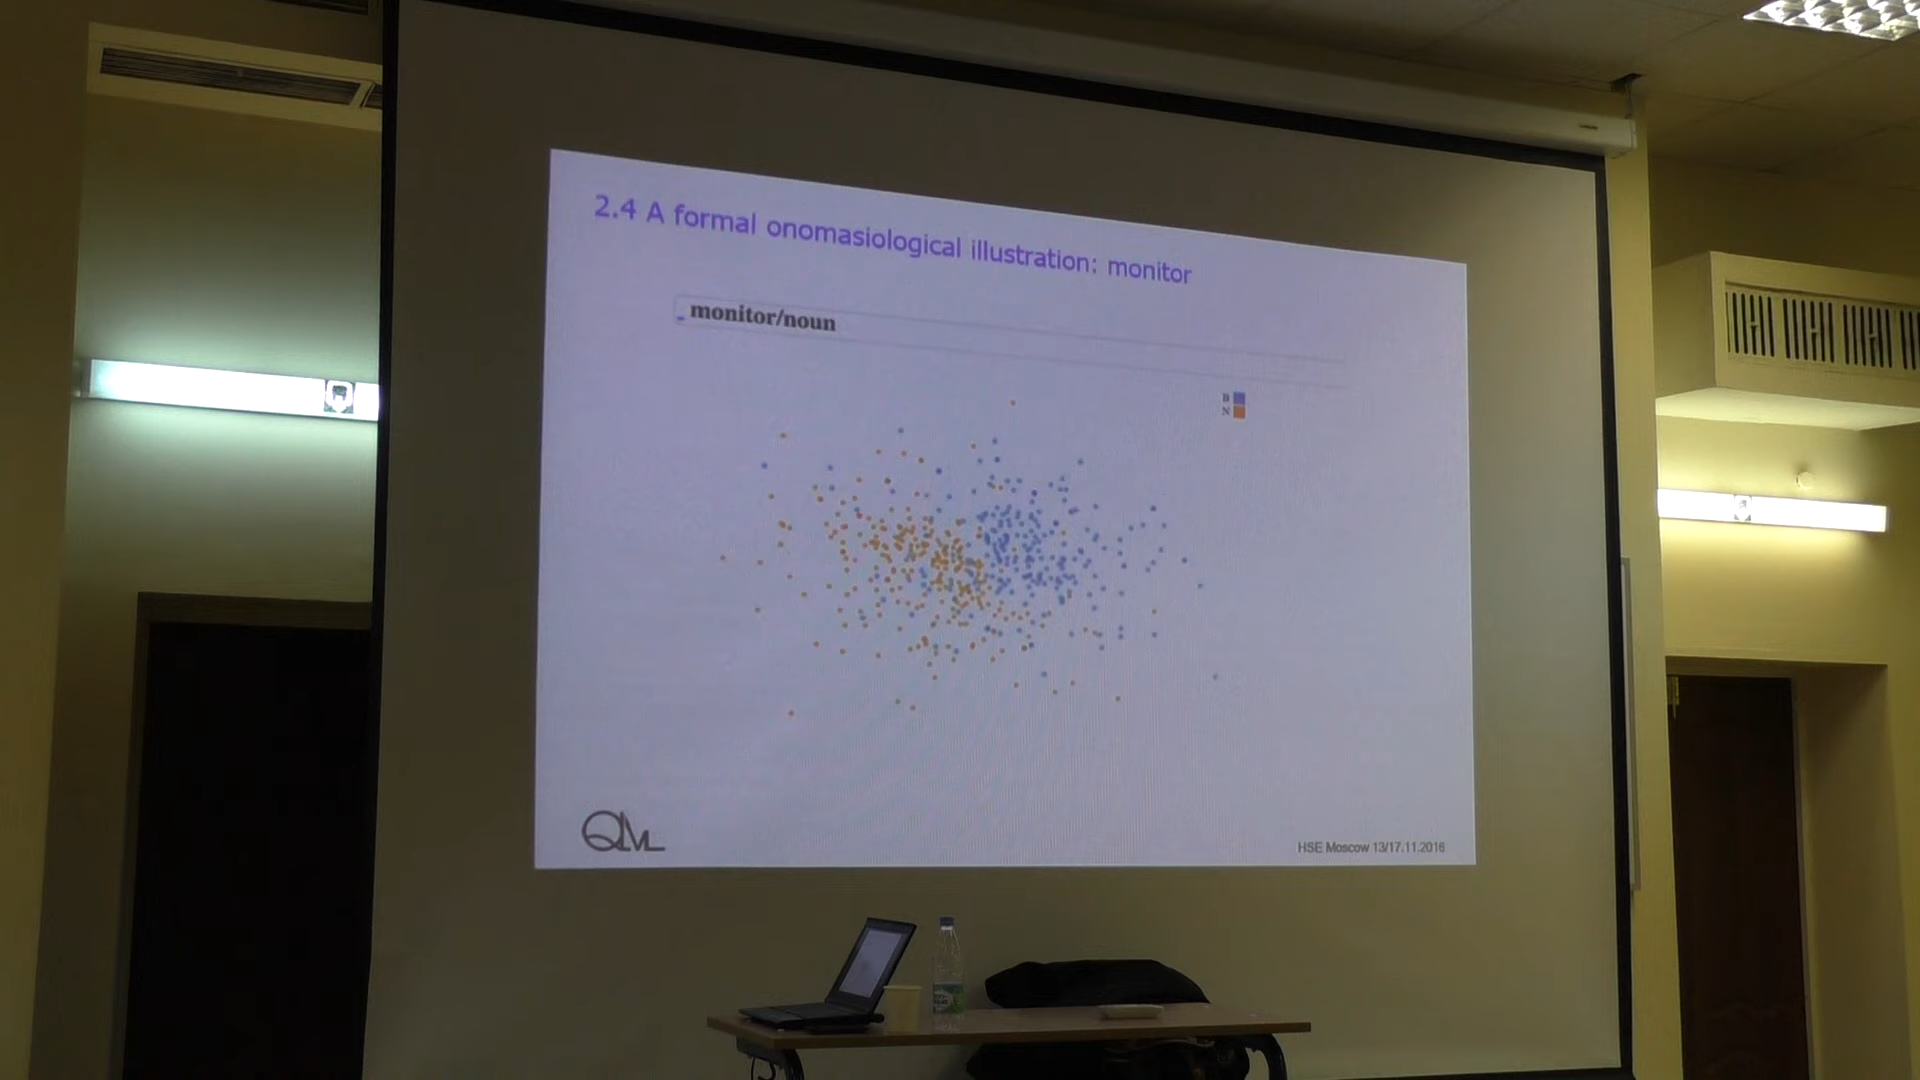 2.4 A formal onomasiological illustration: monitor
monitor/noun
B
N
QLVL
HSE Moscow 13/17.11.2016